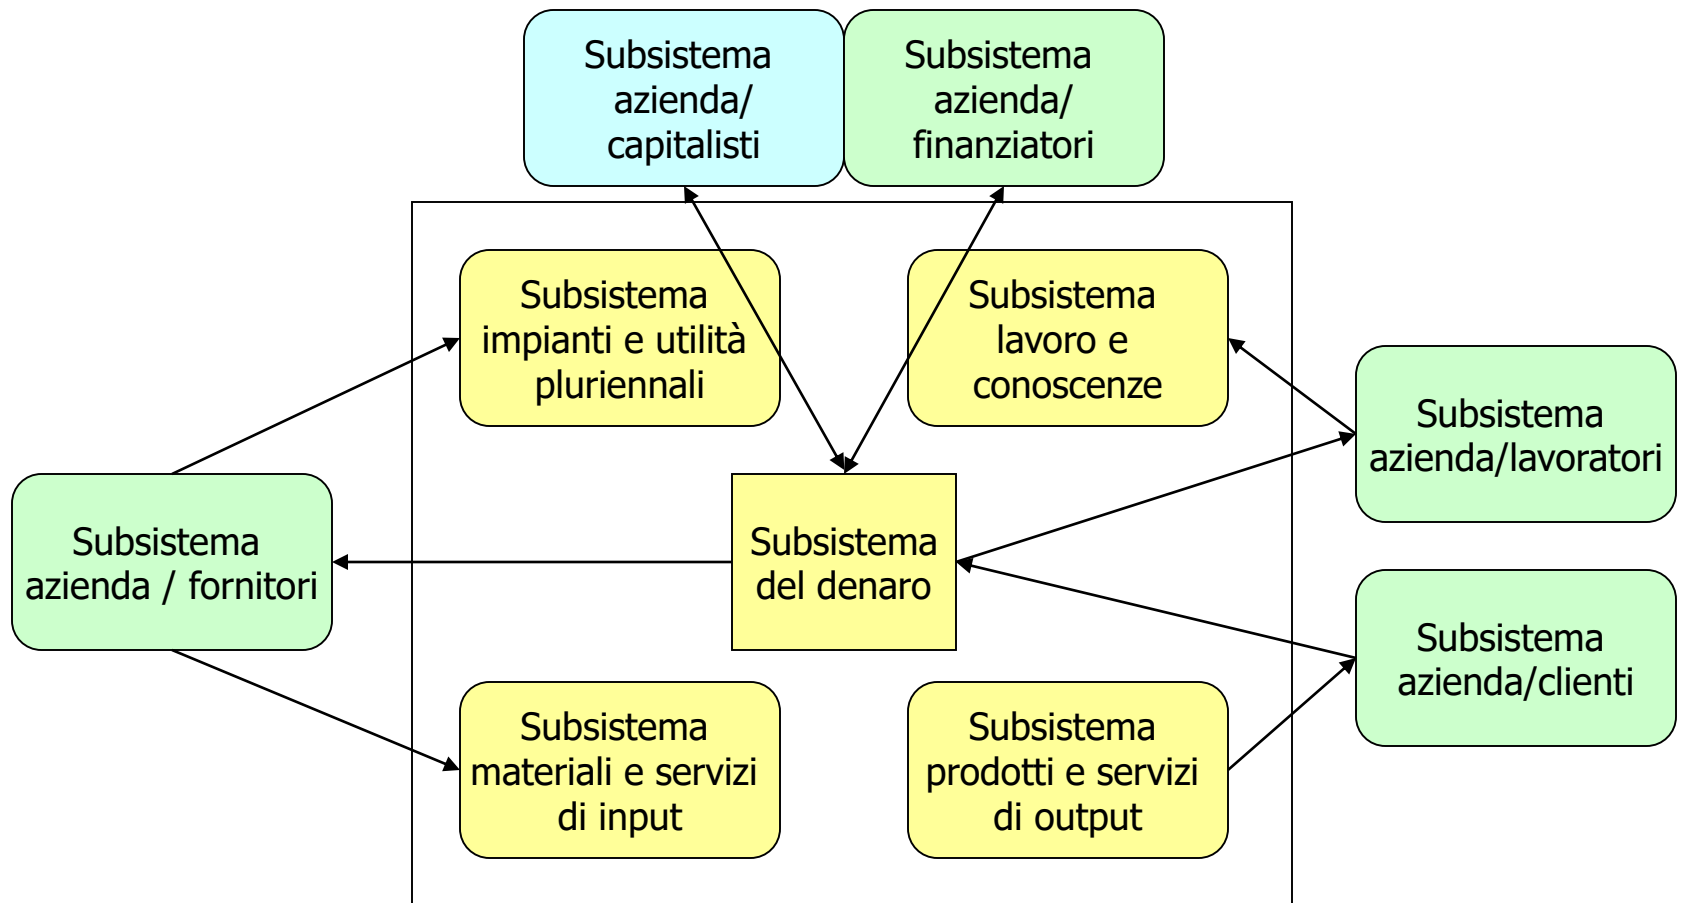 Subsistema
azienda/
capitalisti
Subsistema
azienda/
finanziatori
Subsistema
impianti e utilità
pluriennali
Subsistema
lavoro e
conoscenze
Subsistema
azienda/lavoratori
Subsistema
azienda / fornitori
Subsistema
del denaro
Subsistema
azienda/clienti
Subsistema
materiali e servizi
di input
Subsistema
prodotti e servizi
di output